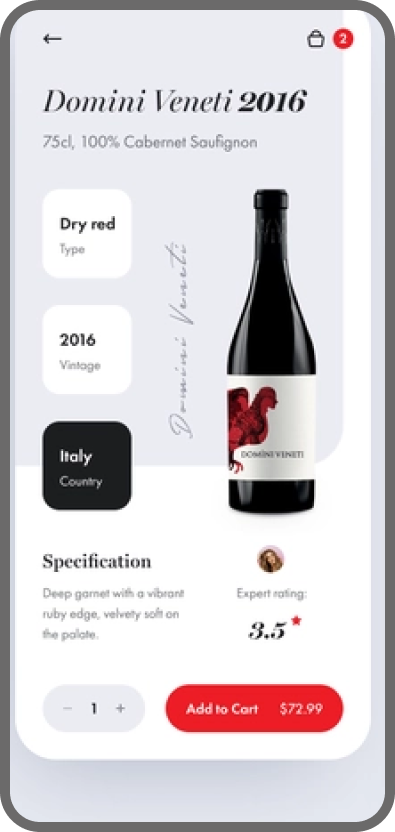 2
Domini Veneti 2016
75cl, 100% Cabernet Saufignon
Dry red
Type
2016
Vintage
Italy
Country
Domini Veneti
DOMÌNI VENETI
Specification
Deep garnet with a vibrant
ruby edge, velvety soft on
the palate.
Expert rating:
3.5
− 1 +
Add to Cart $72.99